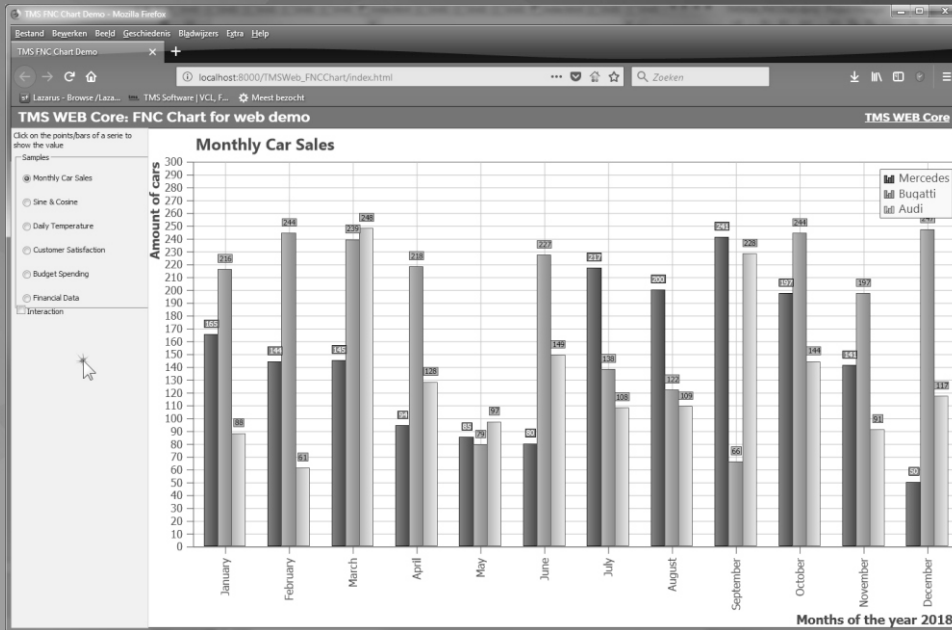 TMS FNC Chart Demo - Mozilla Firefox
Bestand Bewerken Beeld Geschiedenis Bladwijzers Extra Help
TMS FNC Chart Demo
localhost:8000/TMSWeb_FNCChart/index.html
Zoeken
Lazarus - Browse /Laza... TMS Software | VCL, F... Meest bezocht
TMS WEB Core: FNC Chart for web demo TMS WEB Core
Click on the points/bars of a serie to
show the value
Samples
Monthly Car Sales
Sine & Cosine
Daily Temperature
Customer Satisfaction
Budget Spending
Financial Data
Interaction
Monthly Car Sales
Amount of cars
300
290
280
270
260
250
240
230
220
210
200
190
180
170
160
150
140
130
120
110
100
90
80
70
60
50
40
30
20
10
0
Mercedes
Bugatti
Audi
165 216 88
144 244 61
145 239 248
94 218 128
85 79 97
80 227 149
217 138 108
200 122 109
241 66 228
197 244 144
141 197 91
50 117
January
February
March
April
May
June
July
August
September
October
November
December
Months of the year 2018